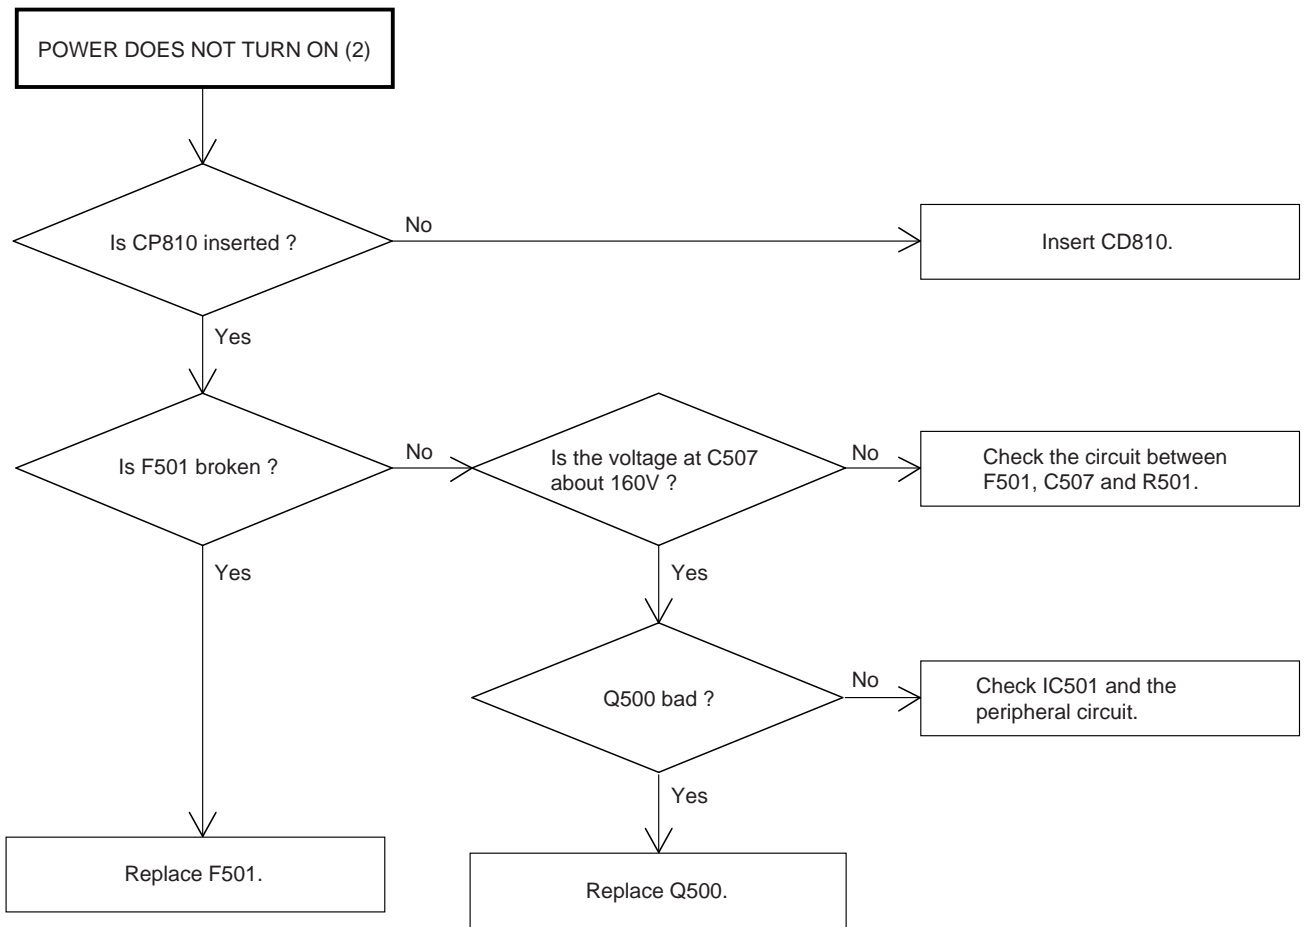 POWER DOES NOT TURN ON (2)
Is CP810 inserted ?
No
Insert CD810.
Yes
Is F501 broken ?
No
Is the voltage at C507
about 160V ?
No
Check the circuit between
F501, C507 and R501.
Yes
Yes
Q500 bad ?
No
Check IC501 and the
peripheral circuit.
Yes
Replace F501.
Replace Q500.